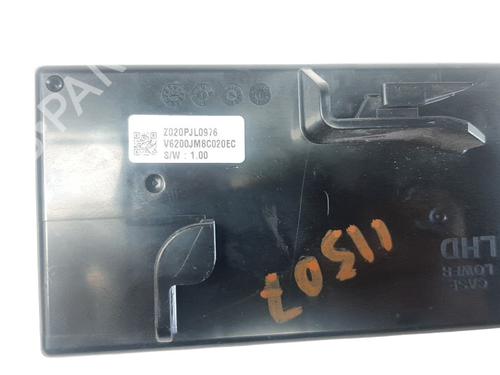 Z020PJL0976
V6200JM8C020EC
S/W : 1.00
11307
CASE LOWER
LHD